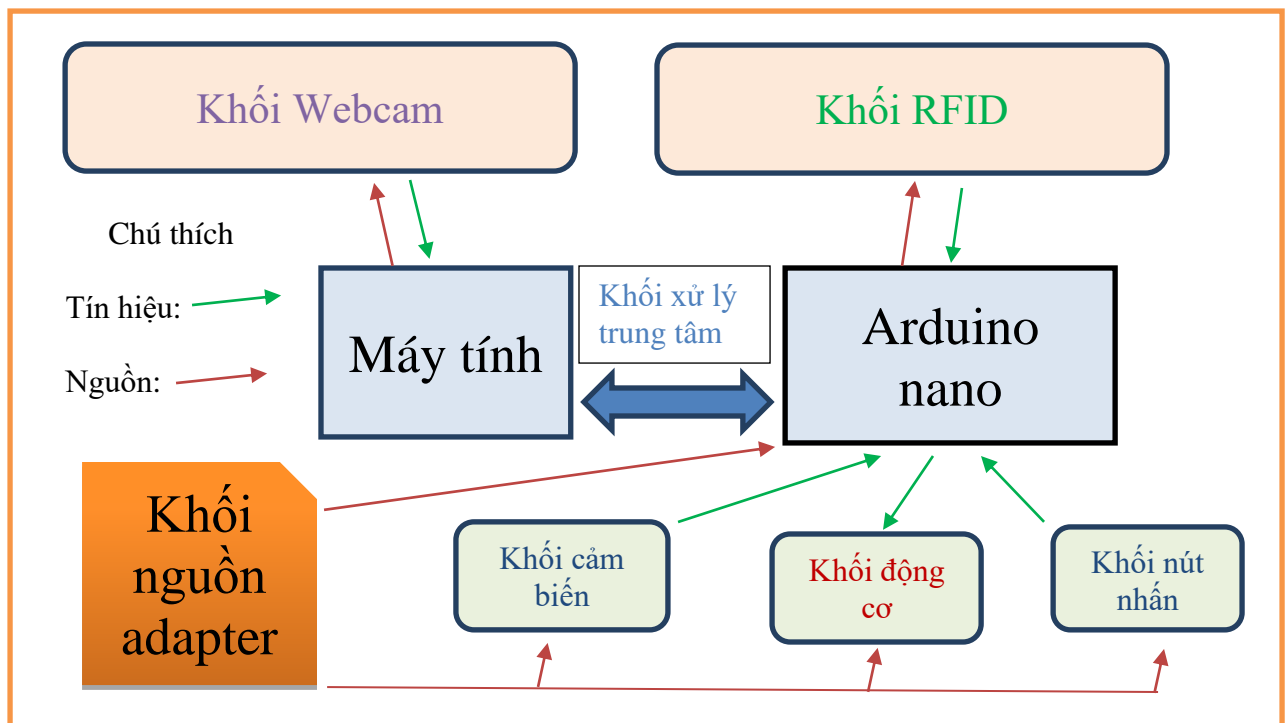 Khối Webcam
Khối RFID
Chú thích
Tín hiệu:
Nguồn:
Máy tính
Khối xử lý
trung tâm
Arduino
nano
Khối
nguồn
adapter
Khối cảm
biến
Khối động
cơ
Khối nút
nhấn